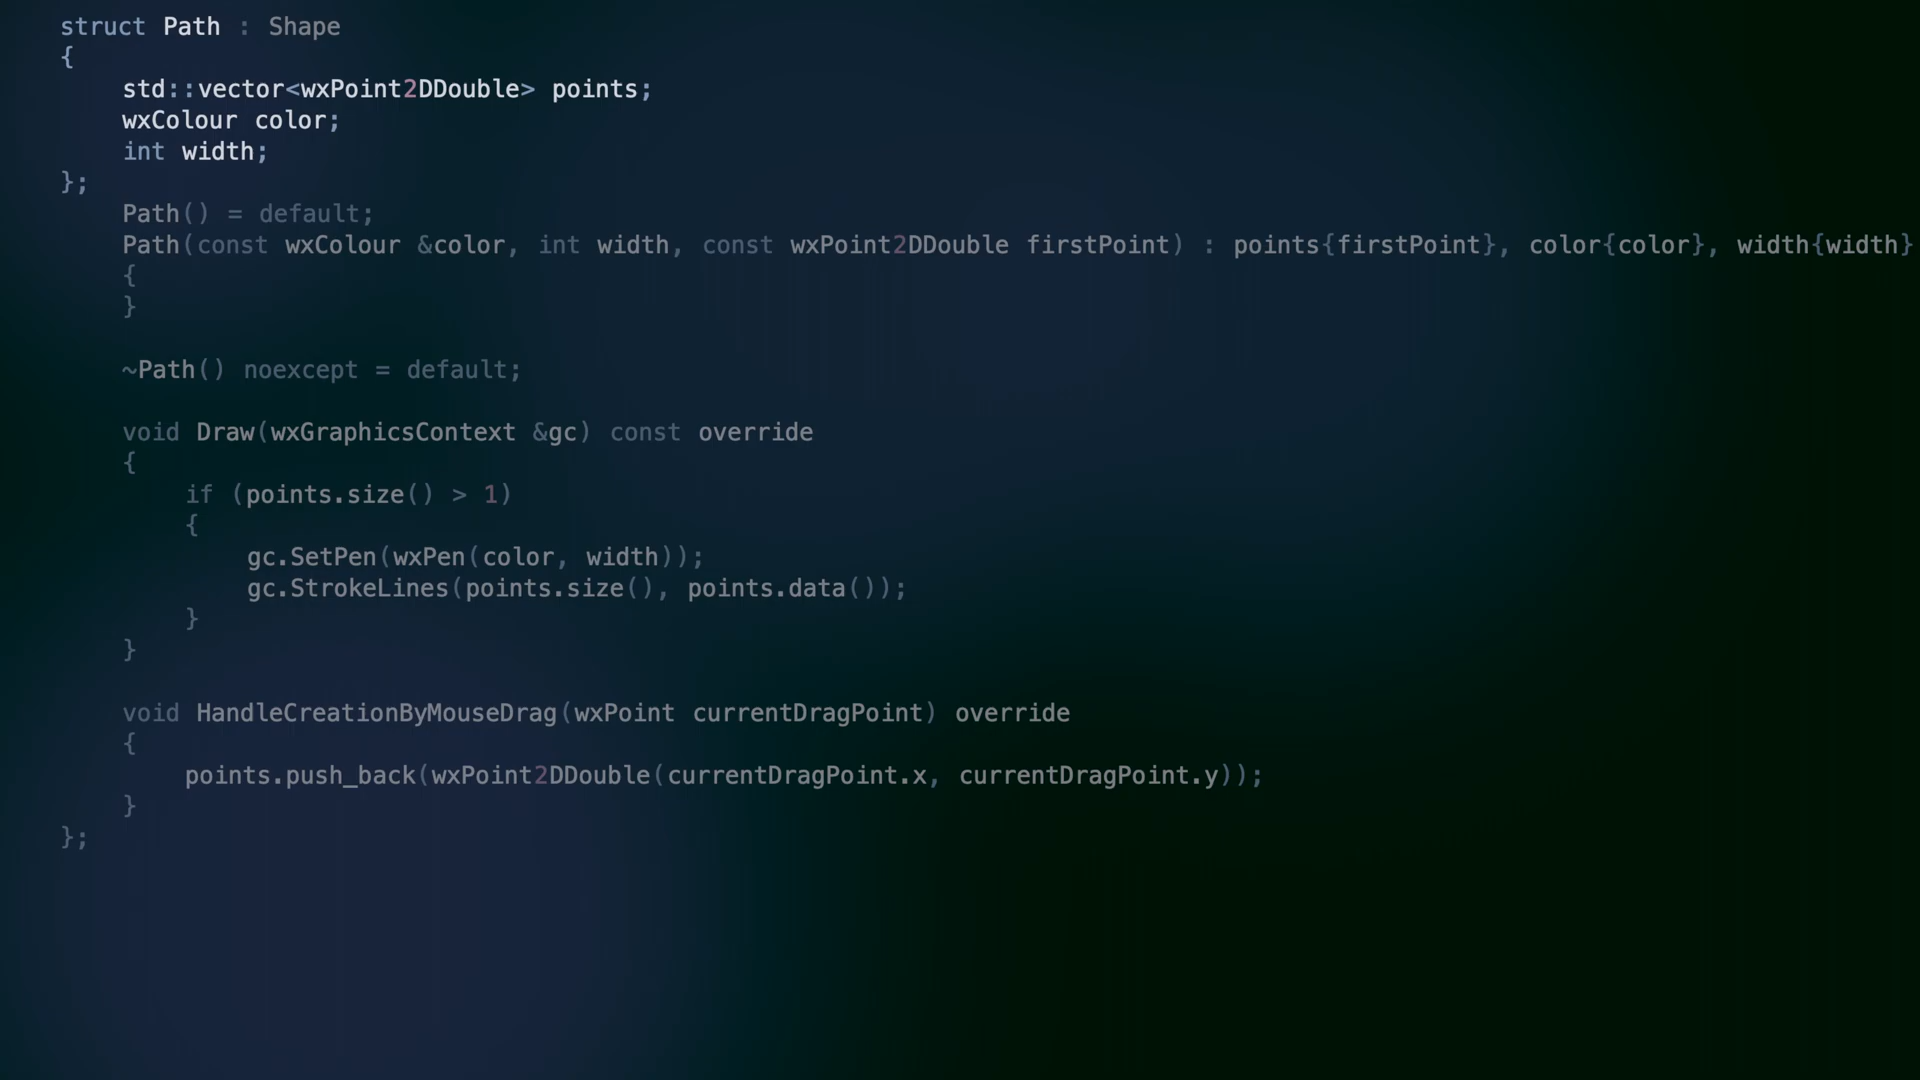 struct Path : Shape
{
    std::vector<wxPoint2DDouble> points;
    wxColour color;
    int width;
};
    Path() = default;
    Path(const wxColour &color, int width, const wxPoint2DDouble firstPoint) : points{firstPoint}, color{color}, width{width}
    {
    }

    ~Path() noexcept = default;

    void Draw(wxGraphicsContext &gc) const override
    {
        if (points.size() > 1)
        {
            gc.SetPen(wxPen(color, width));
            gc.StrokeLines(points.size(), points.data());
        }
    }

    void HandleCreationByMouseDrag(wxPoint currentDragPoint) override
    {
        points.push_back(wxPoint2DDouble(currentDragPoint.x, currentDragPoint.y));
    }
};